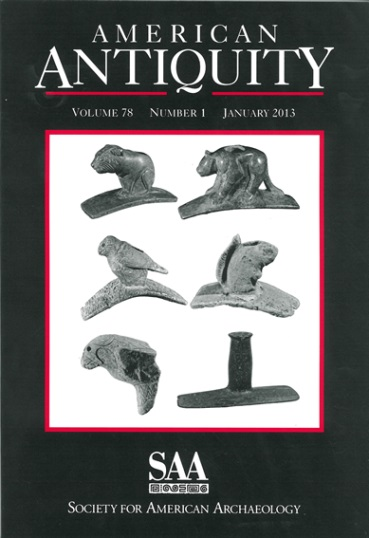 AMERICAN
ANTIQUITY
VOLUME 78 NUMBER 1 JANUARY 2013
SAA
SOCIETY FOR AMERICAN ARCHAEOLOGY